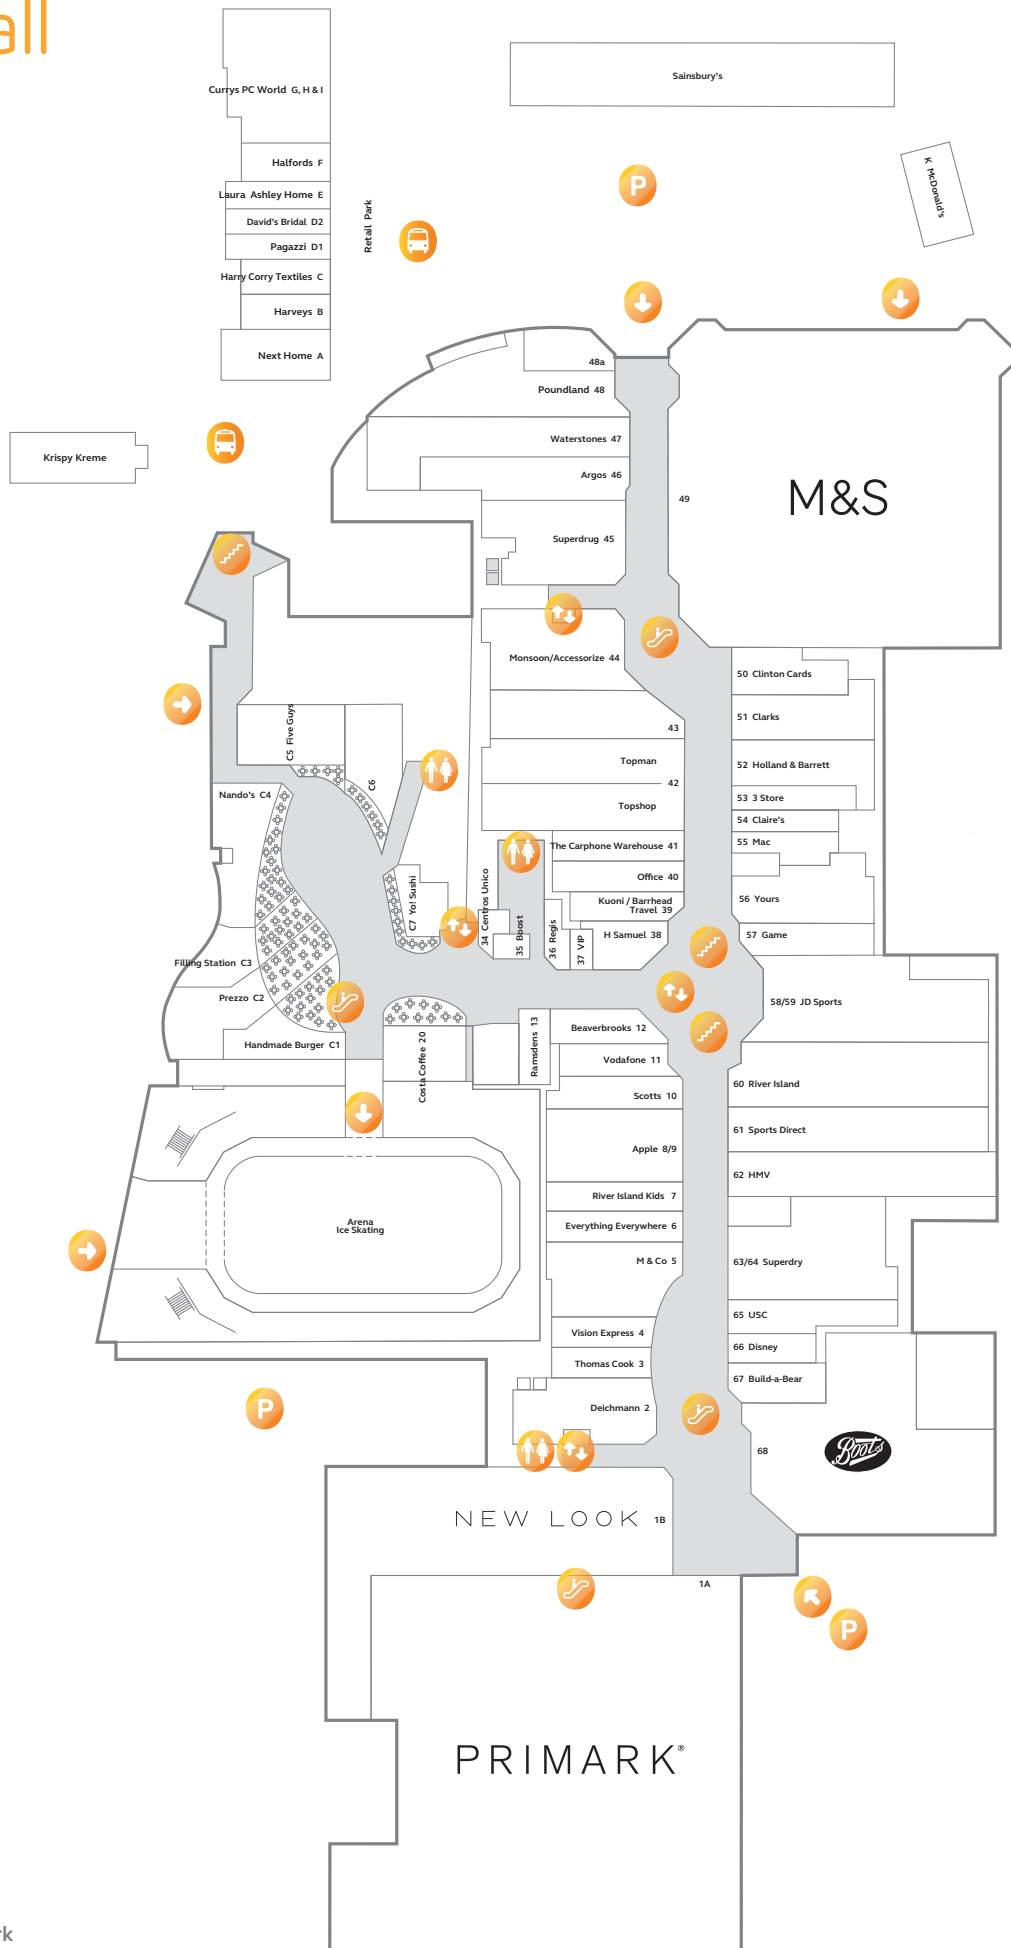 all
Currys PC World G, H & I
Halfords F
Laura Ashley Home E
David's Bridal D2
Pagazzi D1
Harry Corry Textiles C
Harveys B
Next Home A
Retail Park
Sainsbury's
P
K McDonald's
Krispy Kreme
48a
Poundland 48
Waterstones 47
Argos 46
Superdrug 45
49
M&S
Monsoon/Accessorize 44
43
Topman
42
Topshop
The Carphone Warehouse 41
Office 40
Kuoni / Barrhead
Travel 39
H Samuel 38
37 VIP
36 Regis
35 Boost
34 Centros Unico
50 Clinton Cards
51 Clarks
52 Holland & Barrett
53 3 Store
54 Claire's
55 Mac
56 Yours
57 Game
58/59 JD Sports
60 River Island
61 Sports Direct
62 HMV
63/64 Superdry
65 USC
66 Disney
67 Build-a-Bear
68
Boots
C5 Five Guys
C6
Nando's C4
C7 Yo! Sushi
Filling Station C3
Prezzo C2
Handmade Burger C1
Costa Coffee 20
Ramsdens 13
Beaverbrooks 12
Vodafone 11
Scotts 10
Apple 8/9
River Island Kids 7
Everything Everywhere 6
M & Co 5
Vision Express 4
Thomas Cook 3
Deichmann 2
Arena
Ice Skating
P
NEW LOOK 1B
1A
P
PRIMARK®
rk